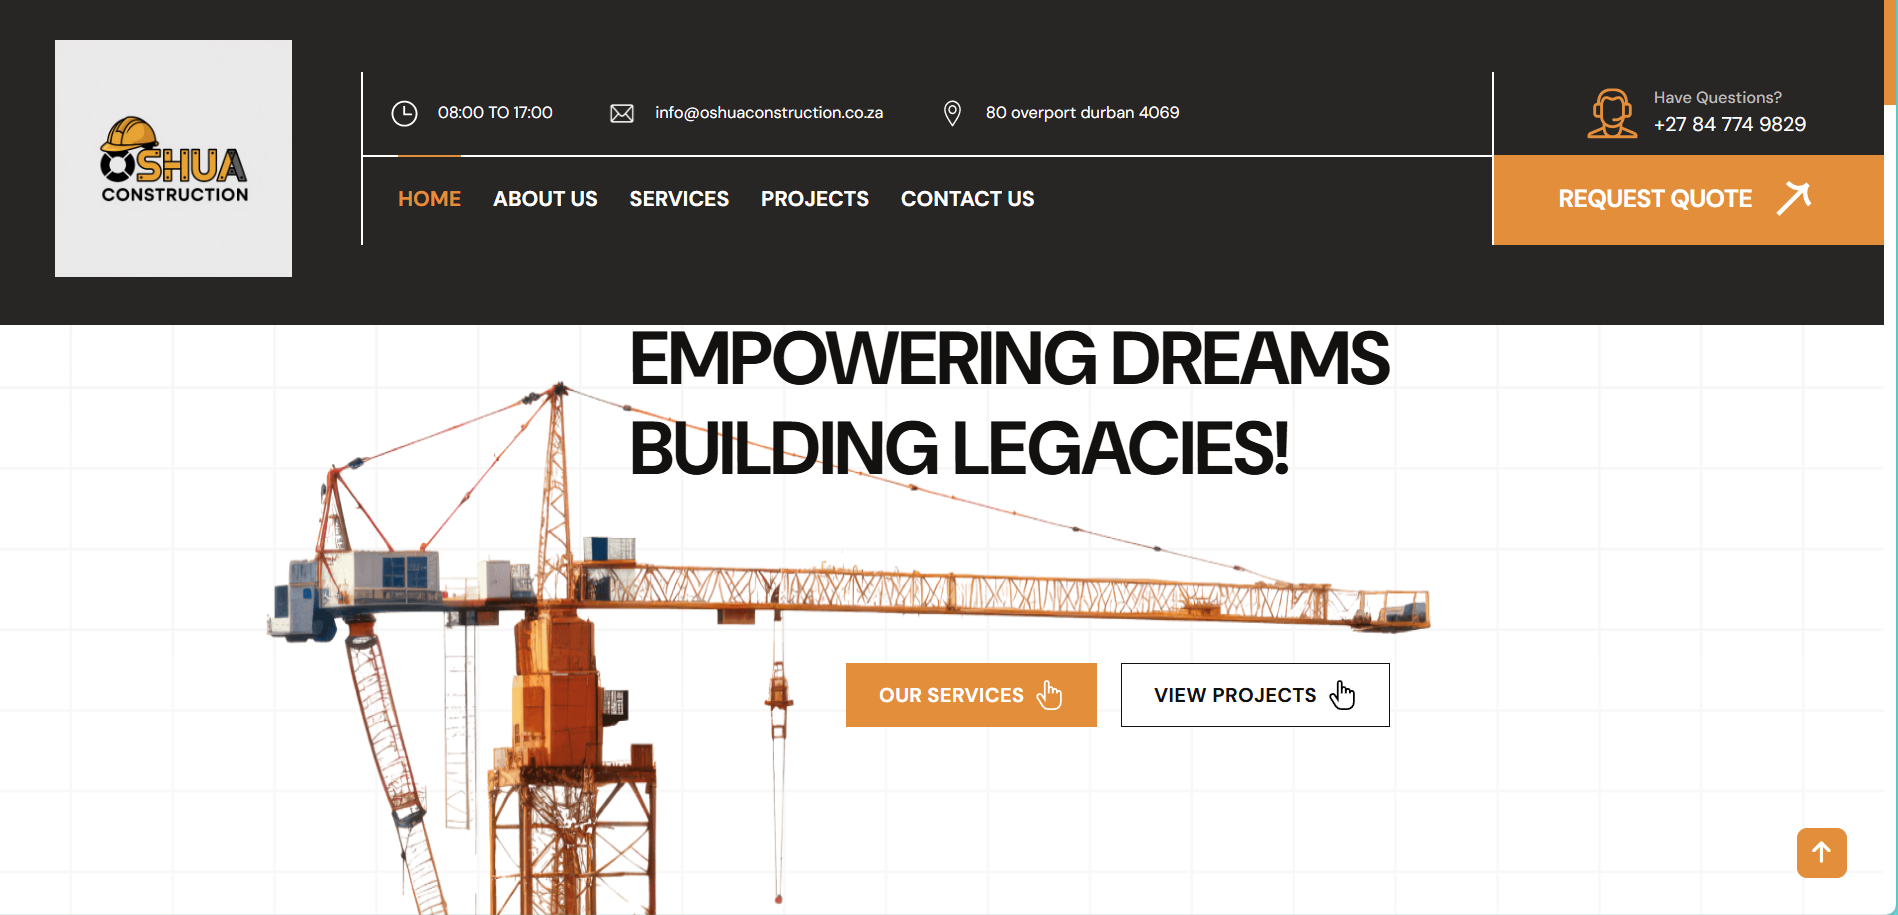 OSHUA
CONSTRUCTION
08:00 TO 17:00
info@oshuaconstruction.co.za
80 overport durban 4069
Have Questions?
+27 84 774 9829
HOME
ABOUT US
SERVICES
PROJECTS
CONTACT US
REQUEST QUOTE
EMPOWERING DREAMS
BUILDING LEGACIES!
OUR SERVICES
VIEW PROJECTS